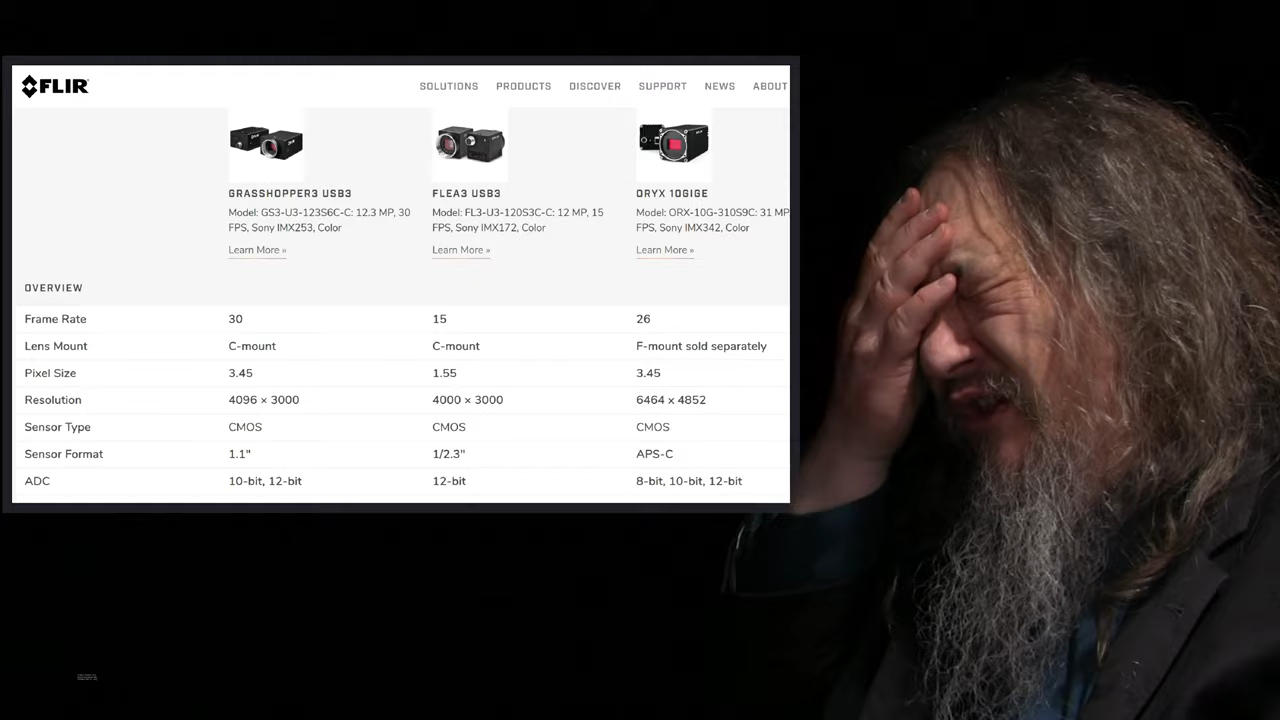 FLIR
SOLUTIONS PRODUCTS DISCOVER SUPPORT NEWS ABOUT
GRASSHOPPER3 USB3 FLEA3 USB3 ORYX 10GIGE
Model: GS3-U3-123S6C-C: 12.3 MP, 30 Model: FL3-U3-120S3C-C: 12 MP, 15 Model: ORX-10G-310S9C: 31 MP
FPS, Sony IMX253, Color FPS, Sony IMX172, Color FPS, Sony IMX342, Color
Learn More » Learn More » Learn More »
OVERVIEW
Frame Rate 30 15 26
Lens Mount C-mount C-mount F-mount sold separately
Pixel Size 3.45 1.55 3.45
Resolution 4096 × 3000 4000 × 3000 6464 x 4852
Sensor Type CMOS CMOS CMOS
Sensor Format 1.1" 1/2.3" APS-C
ADC 10-bit, 12-bit 12-bit 8-bit, 10-bit, 12-bit